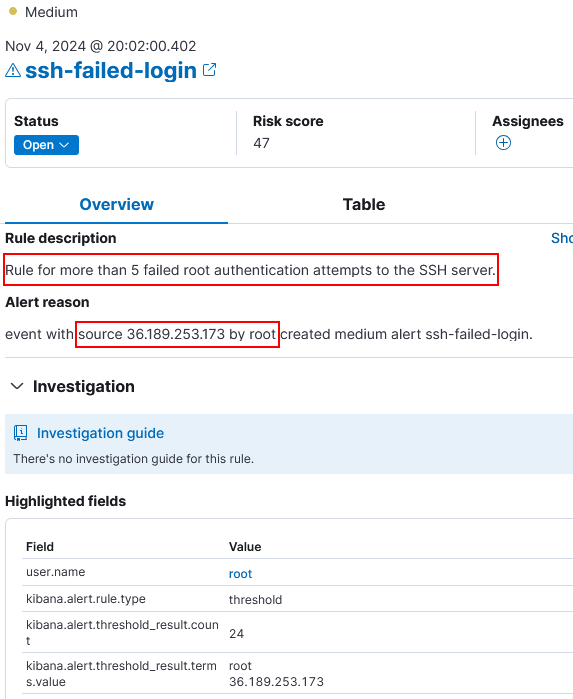 Medium
Nov 4, 2024 @ 20:02:00.402
ssh-failed-login
Status
Risk score
Assignees
Open
47
Overview
Table
Rule description
Sho
Rule for more than 5 failed root authentication attempts to the SSH server.
Alert reason
event with source 36.189.253.173 by root created medium alert ssh-failed-login.
Investigation
Investigation guide
There's no investigation guide for this rule.
Highlighted fields
Field Value
user.name root
kibana.alert.rule.type threshold
kibana.alert.threshold_result.coun
t
24
kibana.alert.threshold_result.term
s.value
root
36.189.253.173